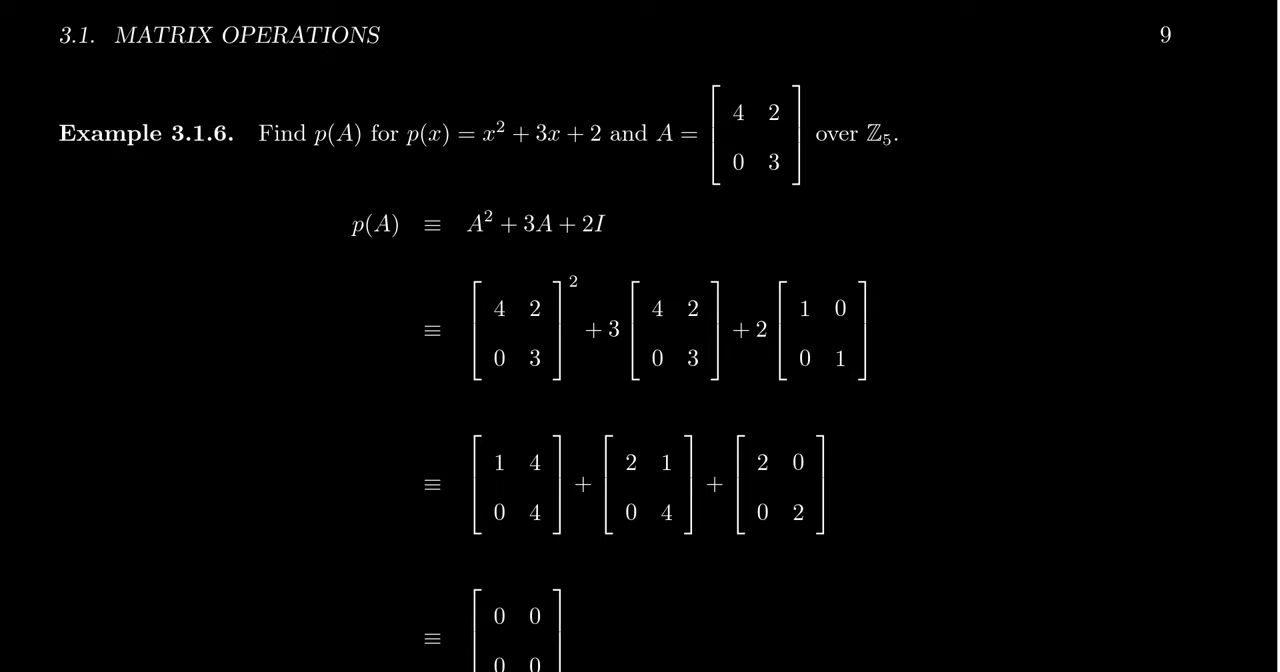 3.1. MATRIX OPERATIONS 9
Example 3.1.6. Find p(A) for p(x) = x² + 3x + 2 and A = [4 2; 0 3] over ℤ₅.
p(A) ≡ A² + 3A + 2I
≡ [4 2; 0 3]² + 3 [4 2; 0 3] + 2 [1 0; 0 1]
≡ [1 4; 0 4] + [2 1; 0 4] + [2 0; 0 2]
≡ [0 0; 0 0]